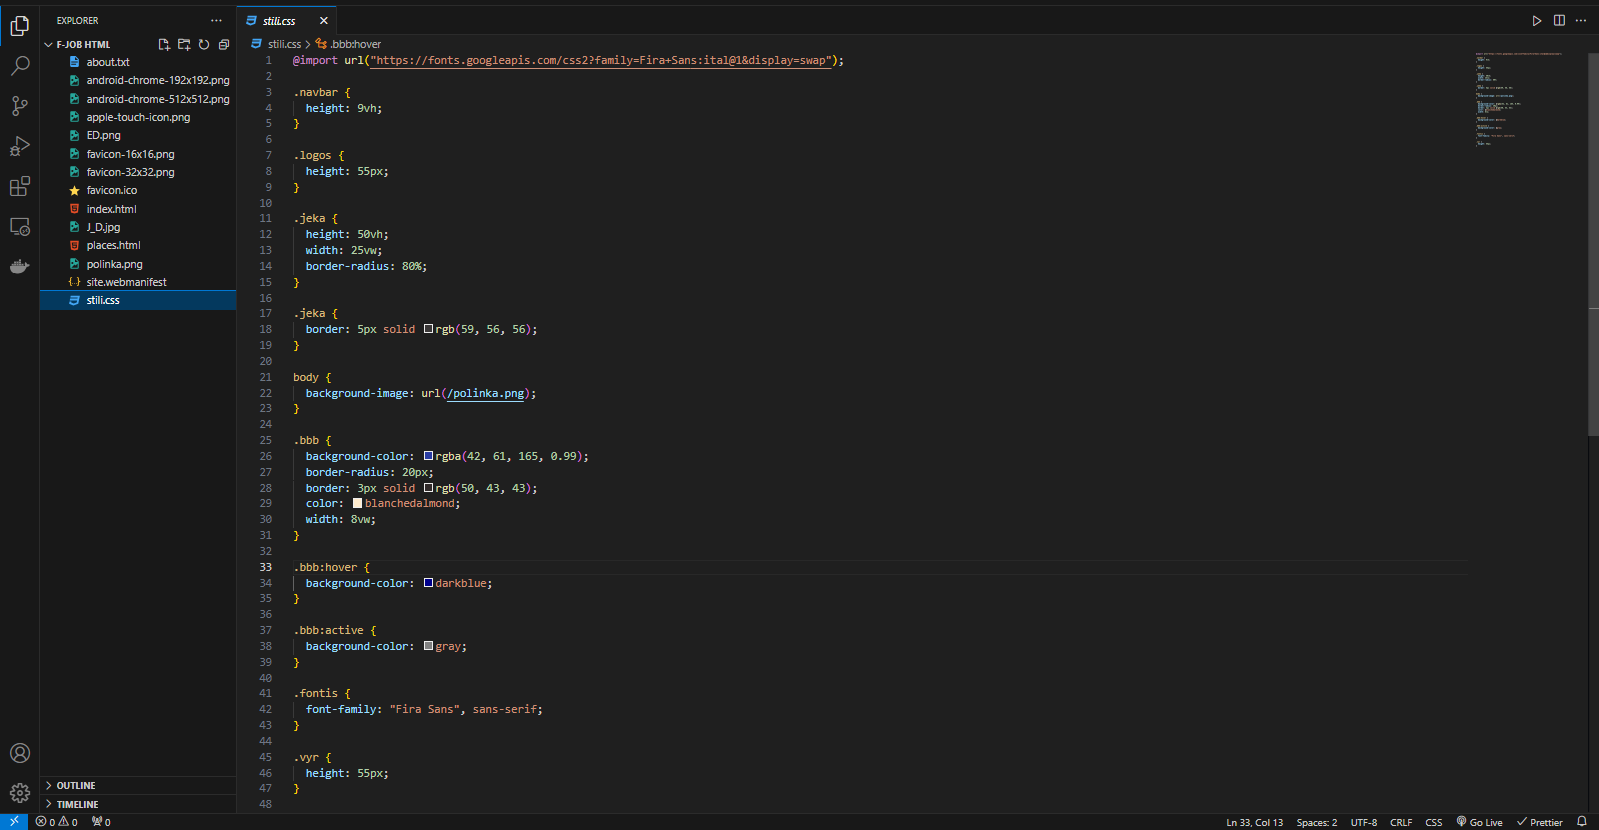 EXPLORER
F-JOB HTML
about.txt
android-chrome-192x192.png
android-chrome-512x512.png
apple-touch-icon.png
ED.png
favicon-16x16.png
favicon-32x32.png
favicon.ico
index.html
J_D.jpg
places.html
polinka.png
site.webmanifest
stili.css
OUTLINE
TIMELINE
stili.css
stili.css > .bbb:hover
1 @import url("https://fonts.googleapis.com/css2?family=Fira+Sans:ital@1&display=swap");
2
3 .navbar {
4 height: 9vh;
5 }
6
7 .logos {
8 height: 55px;
9 }
10
11 .jeka {
12 height: 50vh;
13 width: 25vw;
14 border-radius: 80%;
15 }
16
17 .jeka {
18 border: 5px solid rgb(59, 56, 56);
19 }
20
21 body {
22 background-image: url(/polinka.png);
23 }
24
25 .bbb {
26 background-color: rgba(42, 61, 165, 0.99);
27 border-radius: 20px;
28 border: 3px solid rgb(50, 43, 43);
29 color: blanchedalmond;
30 width: 8vw;
31 }
32
33 .bbb:hover {
34 background-color: darkblue;
35 }
36
37 .bbb:active {
38 background-color: gray;
39 }
40
41 .fontis {
42 font-family: "Fira Sans", sans-serif;
43 }
44
45 .vyr {
46 height: 55px;
47 }
48
0 0 0
Ln 33, Col 13 Spaces: 2 UTF-8 CRLF CSS Go Live Prettier